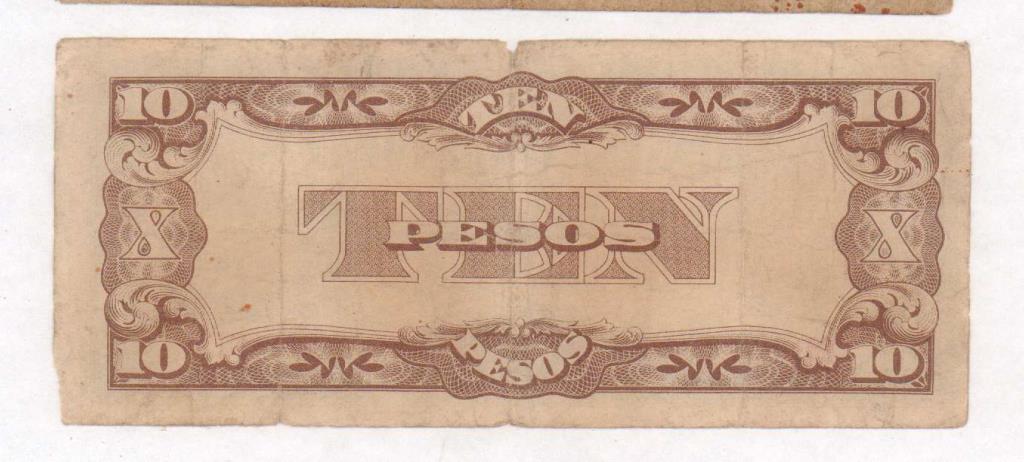 10 TEN 10
TEN
PESOS
X X
10 PESOS 10